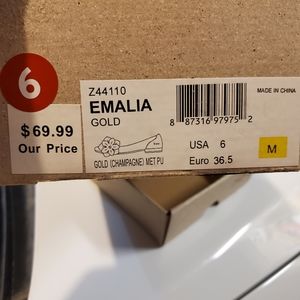 6
$69.99
Our Price
Z44110
EMALIA
GOLD
GOLD (CHAMPAGNE) MET PU
8 87316 97975 2
MADE IN CHINA
USA 6
Euro 36.5
M